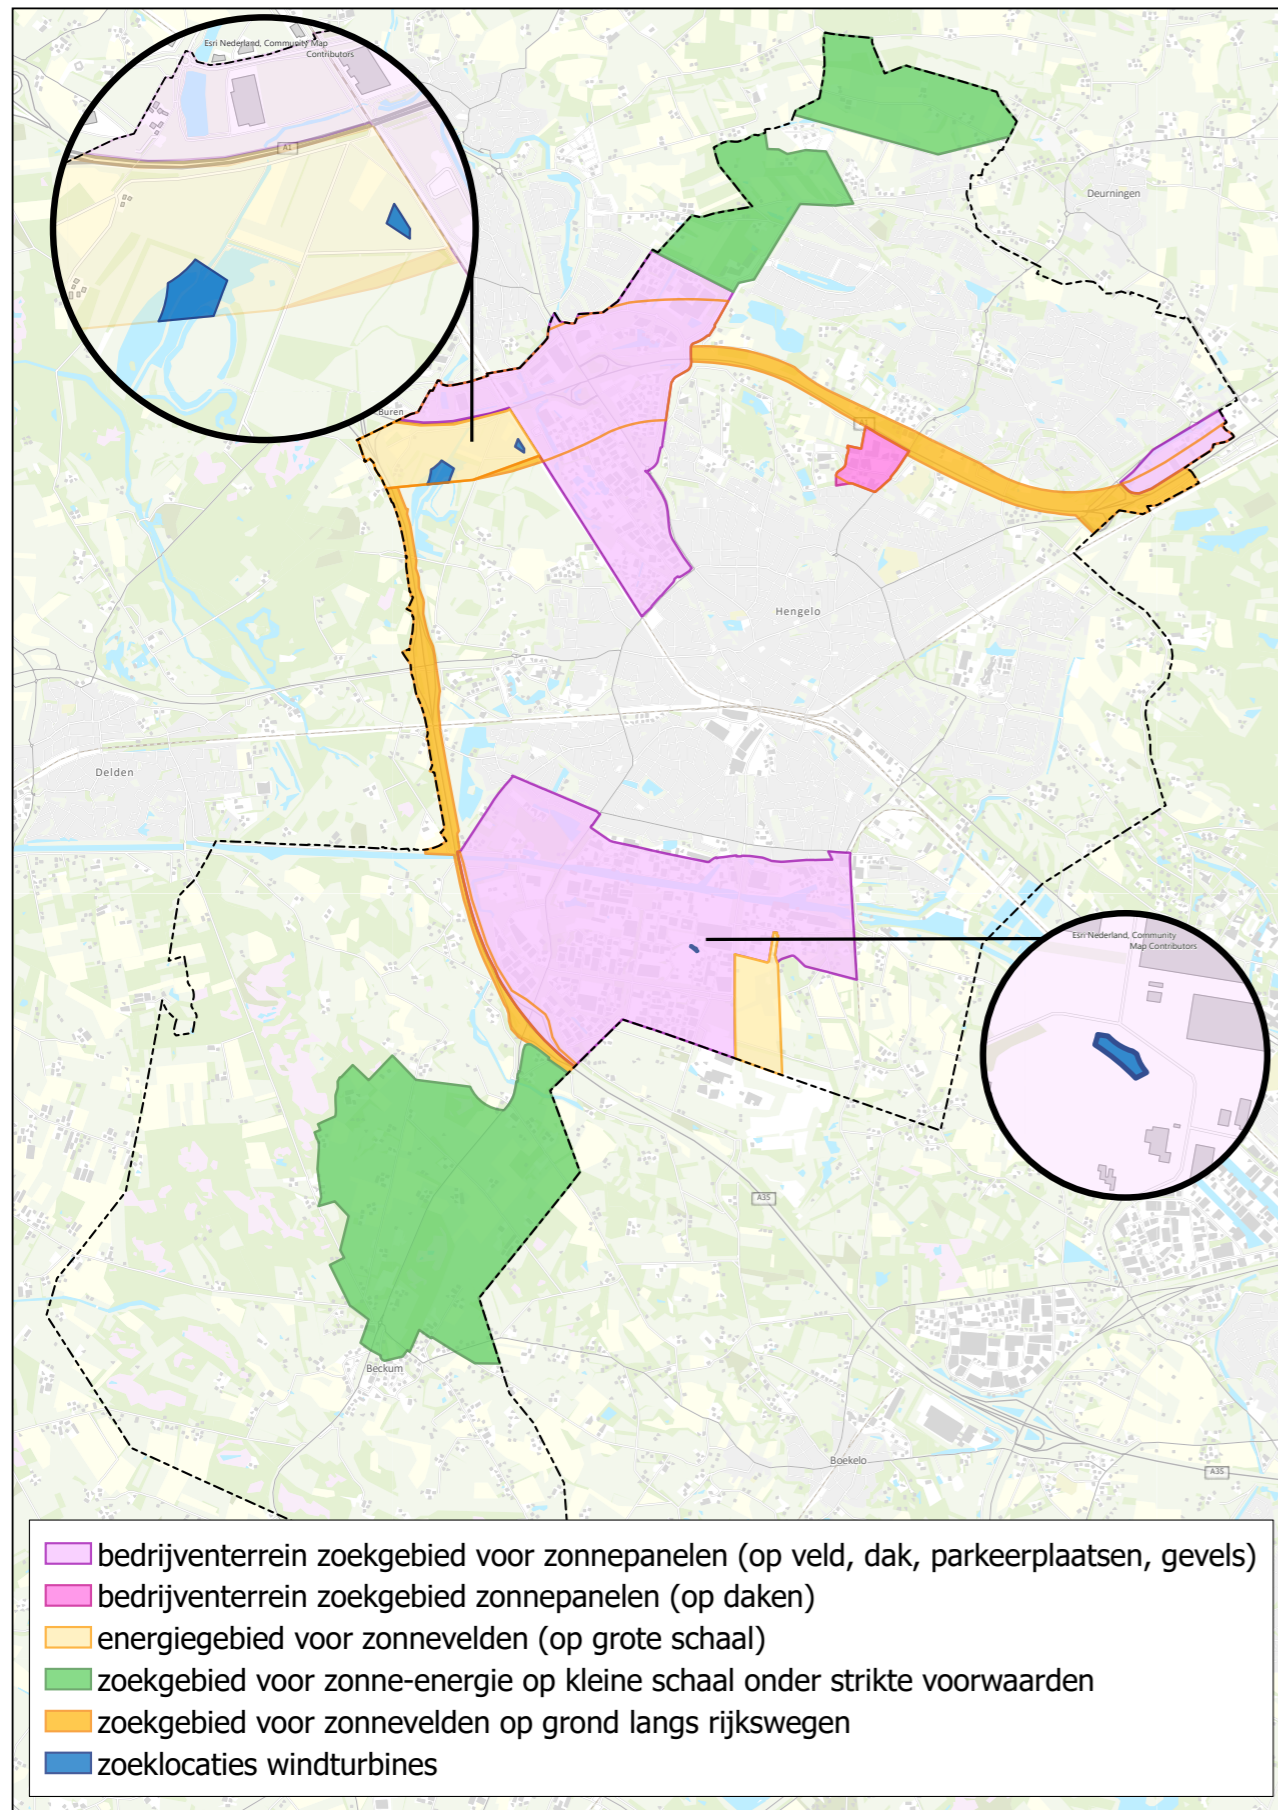 Esri Nederland, Community Map
Contributors
A1
Deurningen
Buren
Hengelo
Delden
Esri Nederland, Community
Map Contributors
A35
Beckum
Boekelo
A35
bedrijventerrein zoekgebied voor zonnepanelen (op veld, dak, parkeerplaatsen, gevels)
bedrijventerrein zoekgebied zonnepanelen (op daken)
energiegebied voor zonnevelden (op grote schaal)
zoekgebied voor zonne-energie op kleine schaal onder strikte voorwaarden
zoekgebied voor zonnevelden op grond langs rijkswegen
zoeklocaties windturbines